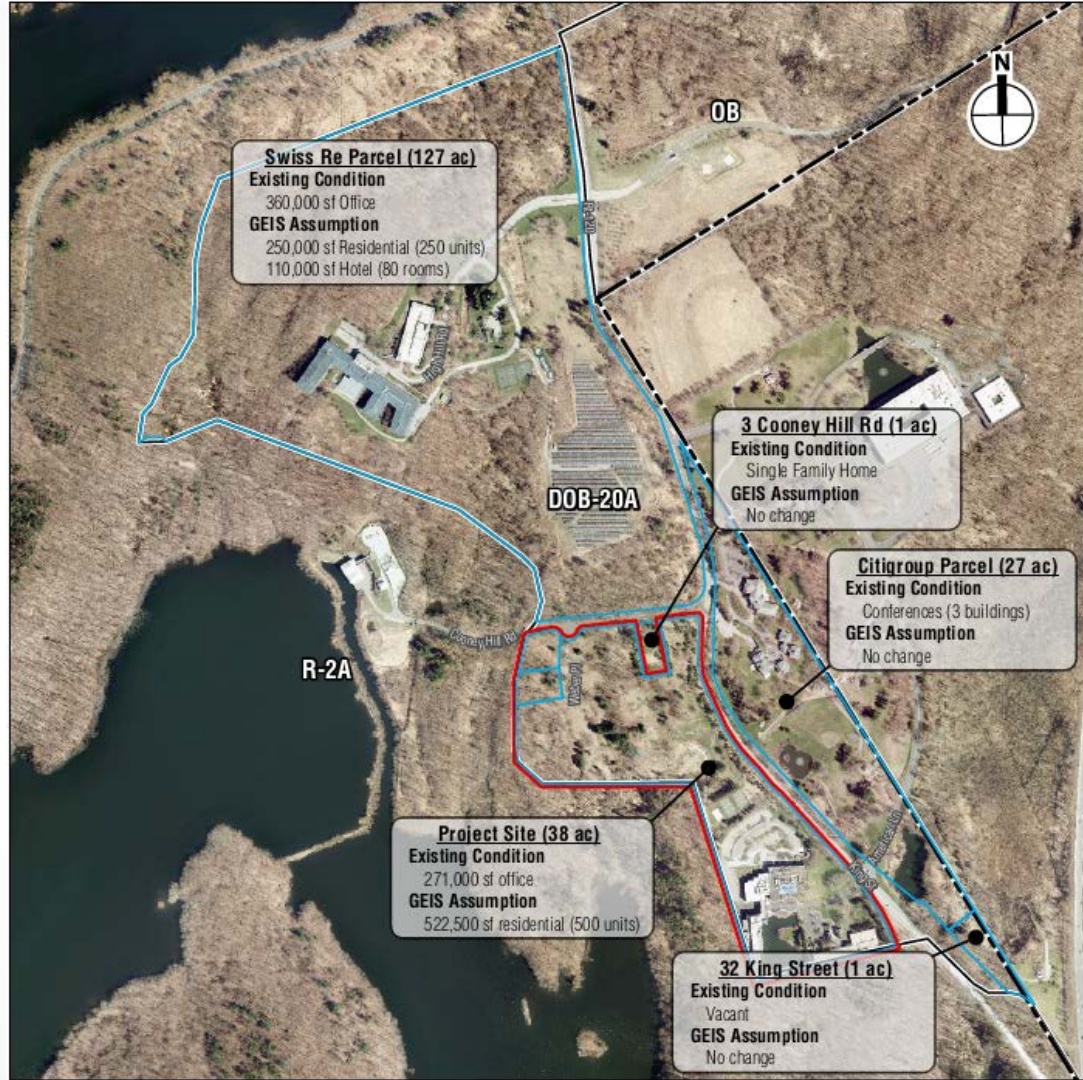 N
OB
Swiss Re Parcel (127 ac)
Existing Condition
360,000 sf Office
GEIS Assumption
250,000 sf Residential (250 units)
110,000 sf Hotel (80 rooms)
Rt-120
3 Cooney Hill Rd (1 ac)
Existing Condition
Single Family Home
GEIS Assumption
No change
DOB-20A
Citigroup Parcel (27 ac)
Existing Condition
Conferences (3 buildings)
GEIS Assumption
No change
Cooney Hill Rd
R-2A
Project Site (38 ac)
Existing Condition
271,000 sf office
GEIS Assumption
522,500 sf residential (500 units)
King St
32 King Street (1 ac)
Existing Condition
Vacant
GEIS Assumption
No change